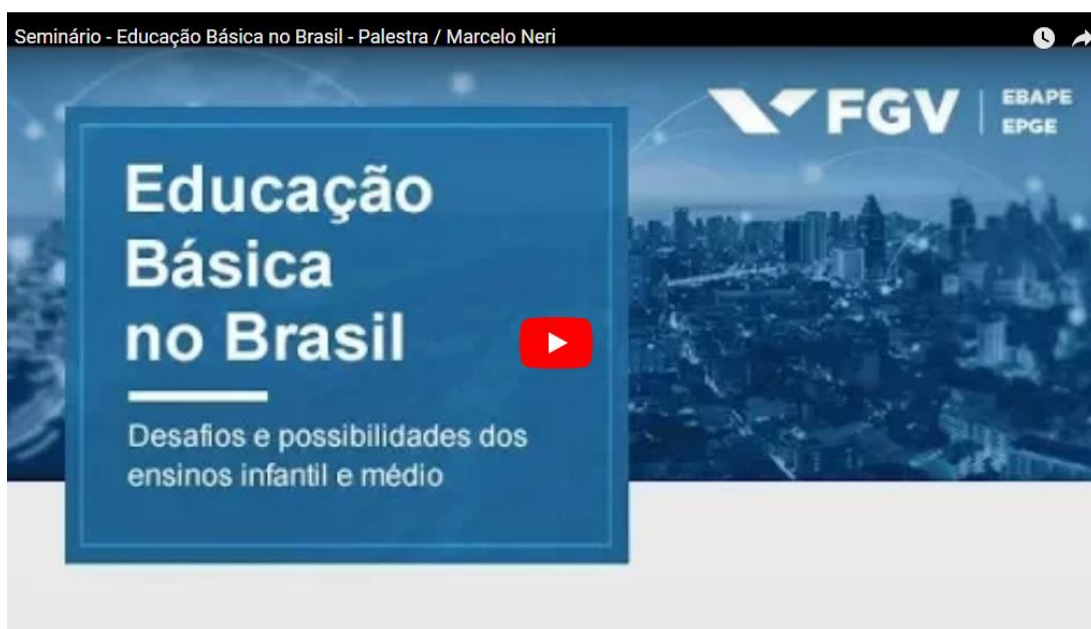 Seminário - Educação Básica no Brasil - Palestra / Marcelo Neri
FGV
EBAPE
EPGE
Educação
Básica
no Brasil
Desafios e possibilidades dos
ensinos infantil e médio